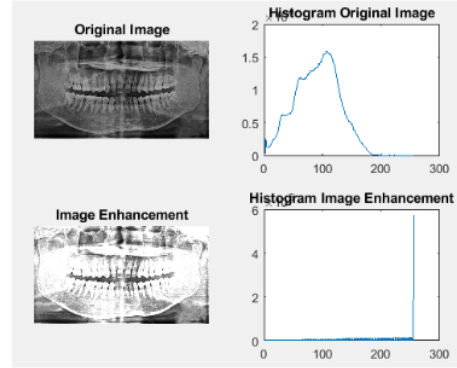 Original Image
Histogram Original Image
2
1.5
1
0.5
0
0 100 200 300
Image Enhancement
Histogram Image Enhancement
6
4
2
0
0 100 200 300